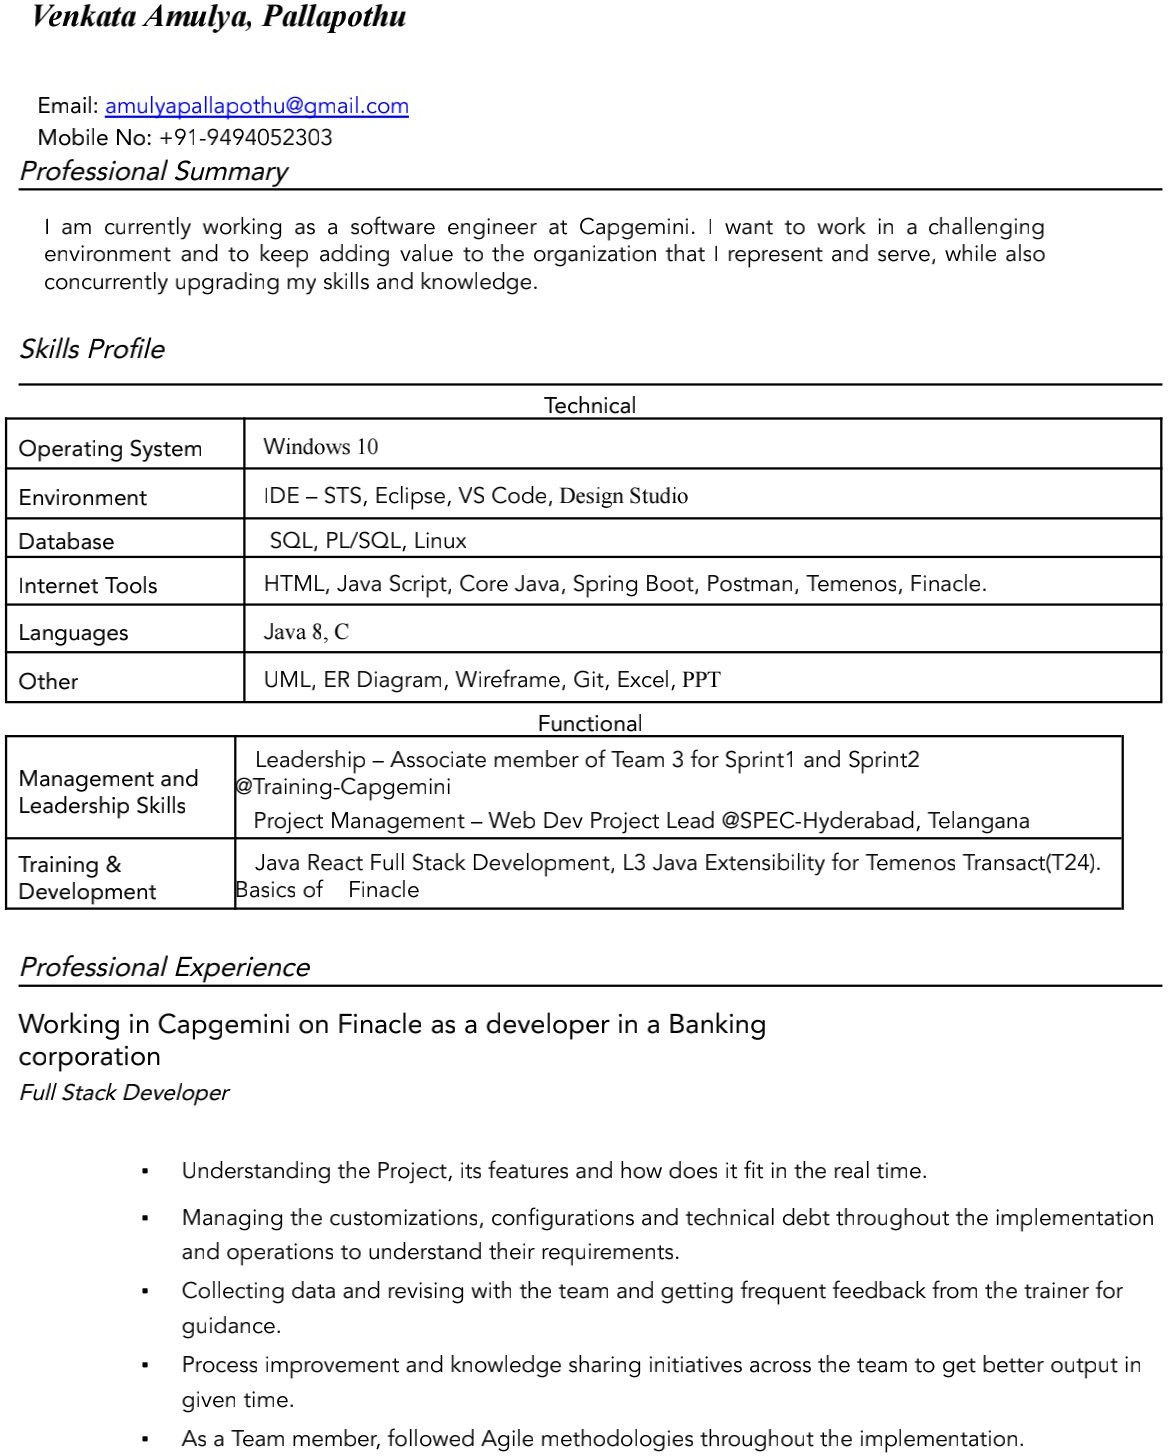 Venkata Amulya, Pallapothu
Email: amulyapallapothu@gmail.com
Mobile No: +91-9494052303
Professional Summary
I am currently working as a software engineer at Capgemini. I want to work in a challenging
environment and to keep adding value to the organization that I represent and serve, while also
concurrently upgrading my skills and knowledge.
Skills Profile
Technical
Operating System Windows 10
Environment IDE – STS, Eclipse, VS Code, Design Studio
Database SQL, PL/SQL, Linux
Internet Tools HTML, Java Script, Core Java, Spring Boot, Postman, Temenos, Finacle.
Languages Java 8, C
Other UML, ER Diagram, Wireframe, Git, Excel, PPT
Functional
Management and
Leadership Skills
Leadership – Associate member of Team 3 for Sprint1 and Sprint2
@Training-Capgemini
Project Management – Web Dev Project Lead @SPEC-Hyderabad, Telangana
Training &
Development
Java React Full Stack Development, L3 Java Extensibility for Temenos Transact(T24).
Basics of Finacle
Professional Experience
Working in Capgemini on Finacle as a developer in a Banking
corporation
Full Stack Developer
▪ Understanding the Project, its features and how does it fit in the real time.
▪ Managing the customizations, configurations and technical debt throughout the implementation
and operations to understand their requirements.
▪ Collecting data and revising with the team and getting frequent feedback from the trainer for
guidance.
▪ Process improvement and knowledge sharing initiatives across the team to get better output in
given time.
▪ As a Team member, followed Agile methodologies throughout the implementation.